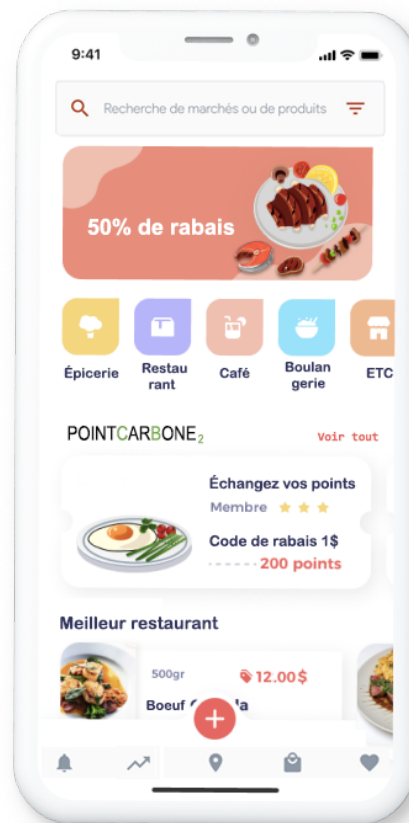 9:41
Recherche de marchés ou de produits
50% de rabais
Épicerie
Restau
rant
Café
Boulan
gerie
ETC
POINTCARBONE2
Voir tout
Échangez vos points
Membre
Code de rabais 1$
200 points
Meilleur restaurant
500gr
12.00$
Boeuf